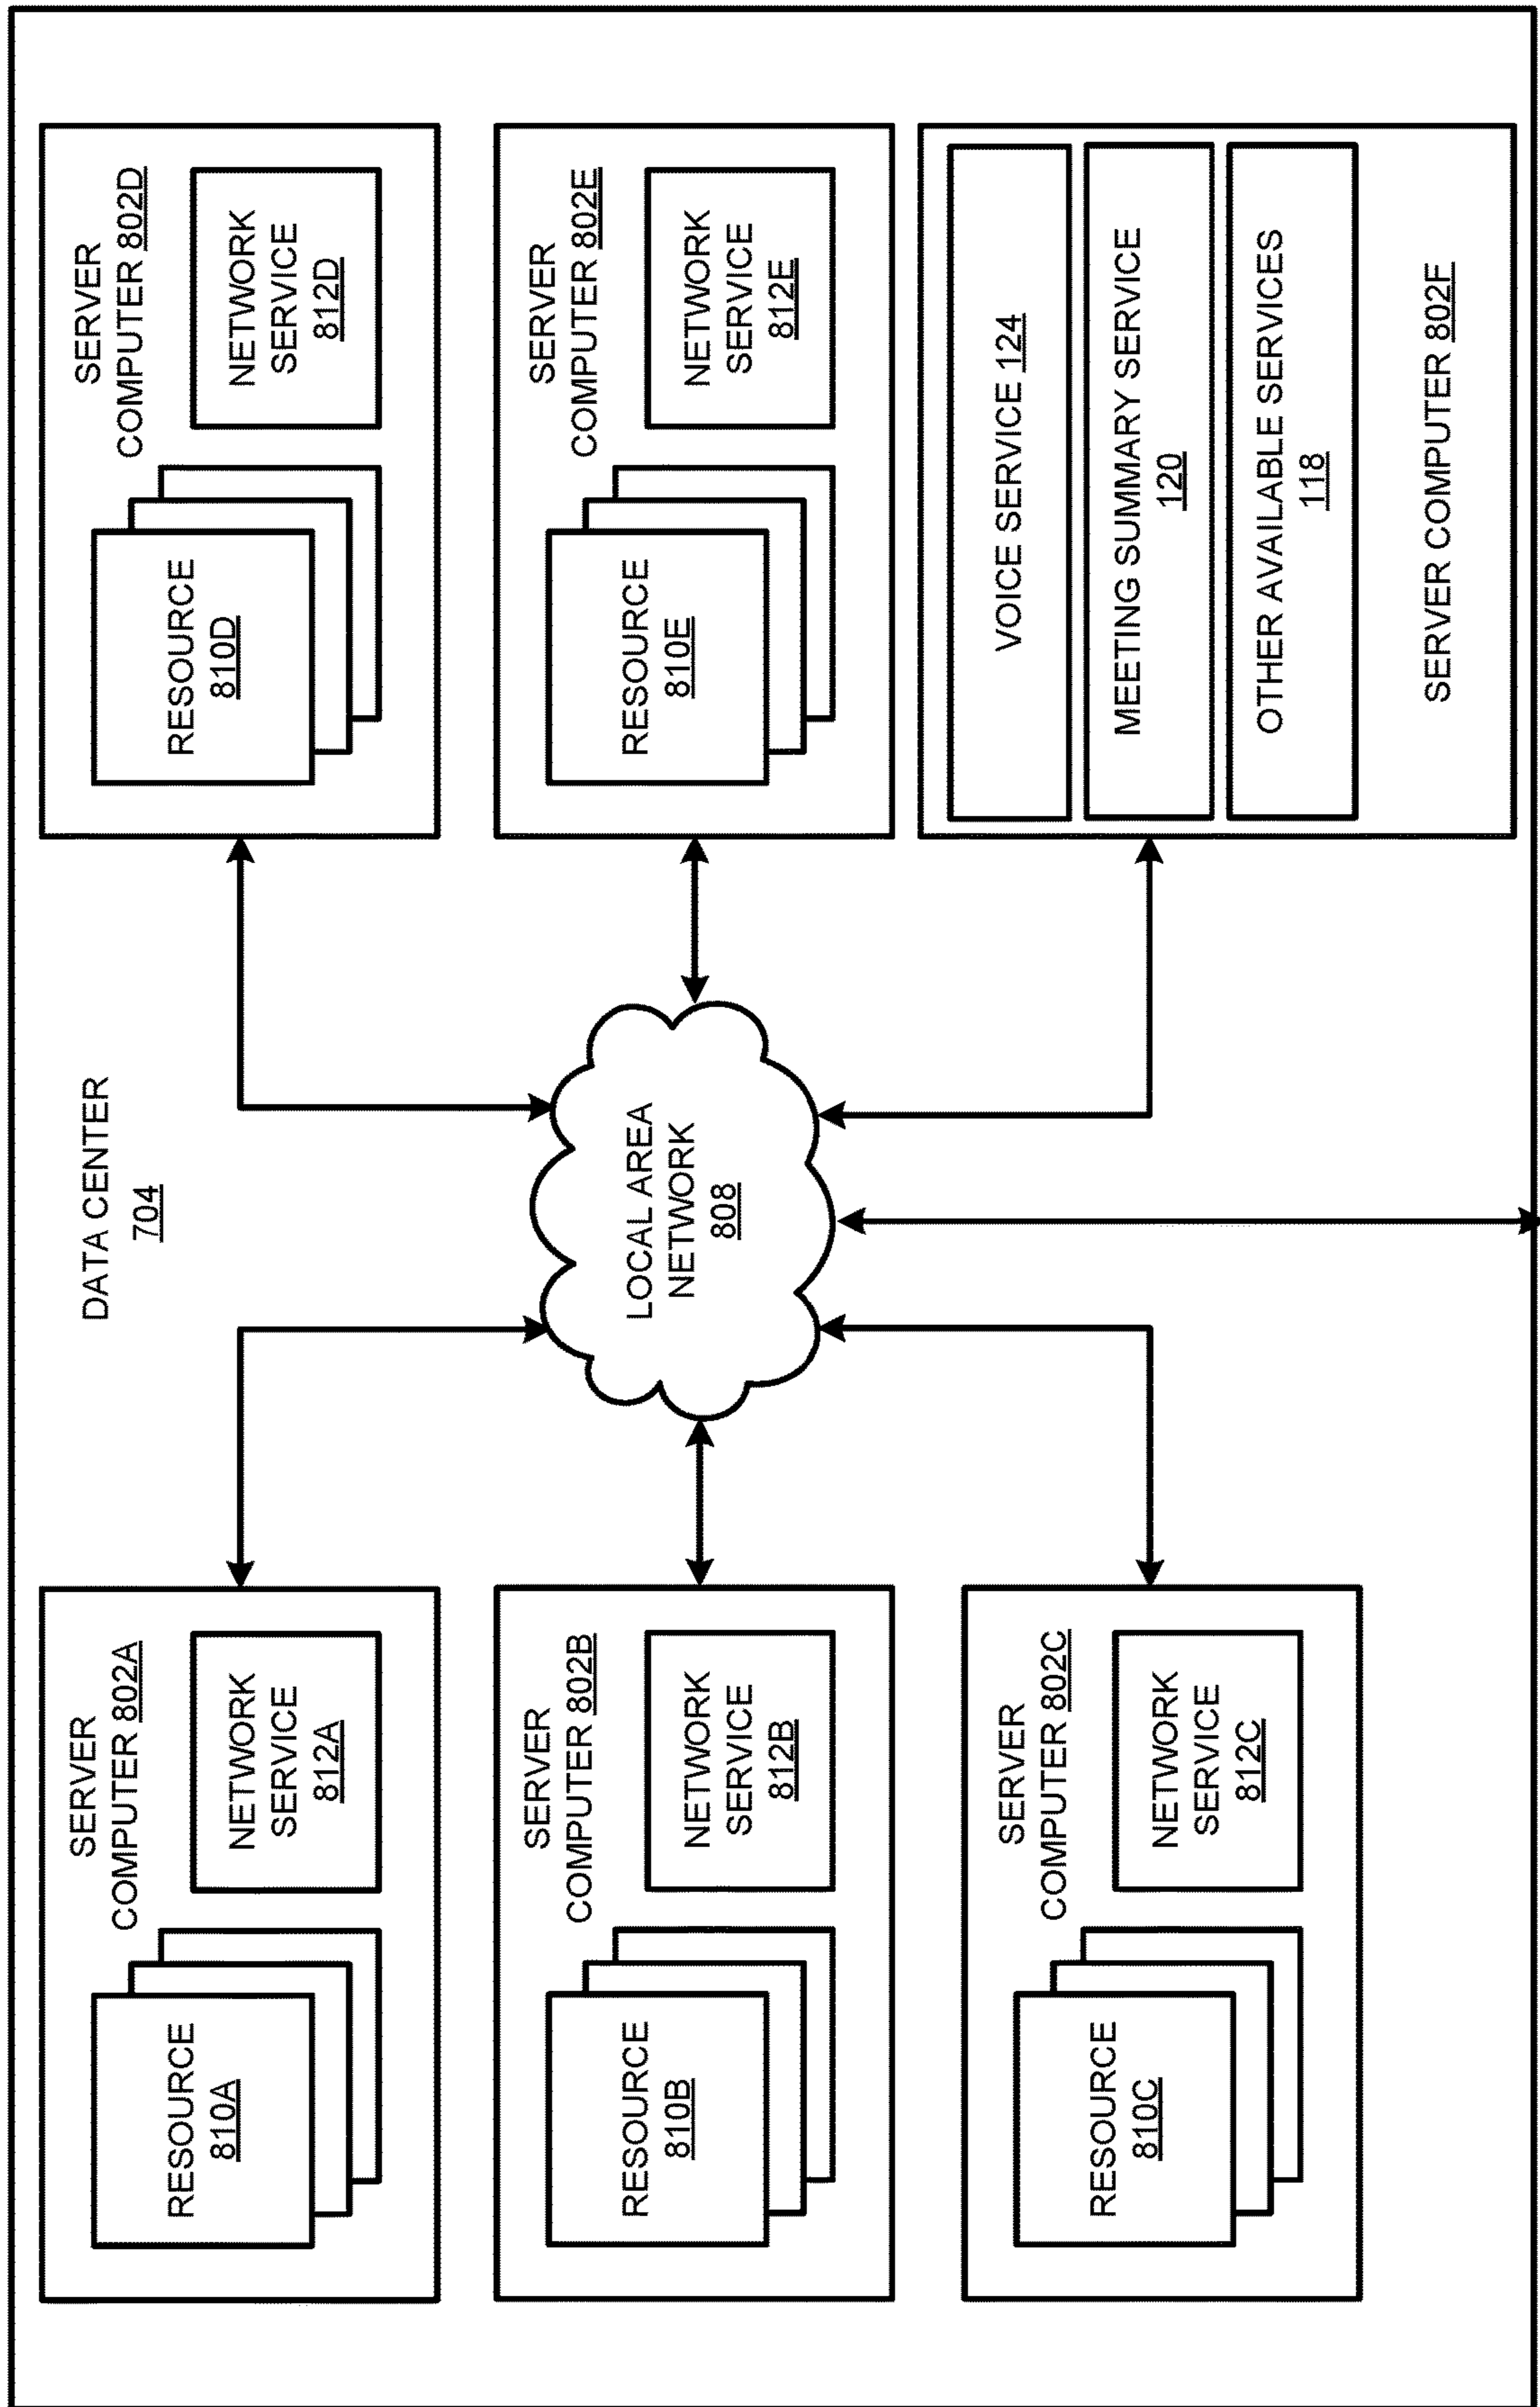 DATA CENTER
704
SERVER
COMPUTER 802A
RESOURCE
810A
NETWORK
SERVICE
812A
SERVER
COMPUTER 802B
RESOURCE
810B
NETWORK
SERVICE
812B
SERVER
COMPUTER 802C
RESOURCE
810C
NETWORK
SERVICE
812C
LOCAL AREA
NETWORK
808
SERVER
COMPUTER 802D
RESOURCE
810D
NETWORK
SERVICE
812D
SERVER
COMPUTER 802E
RESOURCE
810E
NETWORK
SERVICE
812E
VOICE SERVICE 124
MEETING SUMMARY SERVICE
120
OTHER AVAILABLE SERVICES
118
SERVER COMPUTER 802F